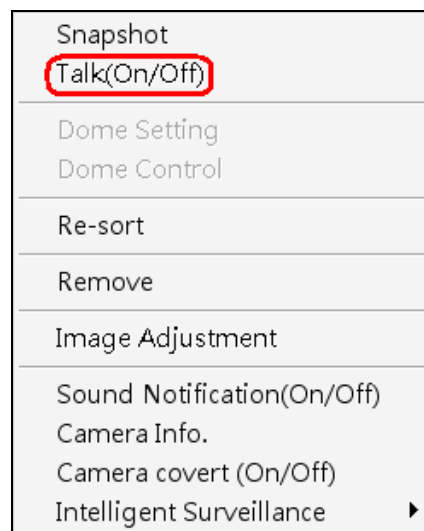 Snapshot
Talk(On/Off)
Dome Setting
Dome Control
Re-sort
Remove
Image Adjustment
Sound Notification(On/Off)
Camera Info.
Camera covert (On/Off)
Intelligent Surveillance